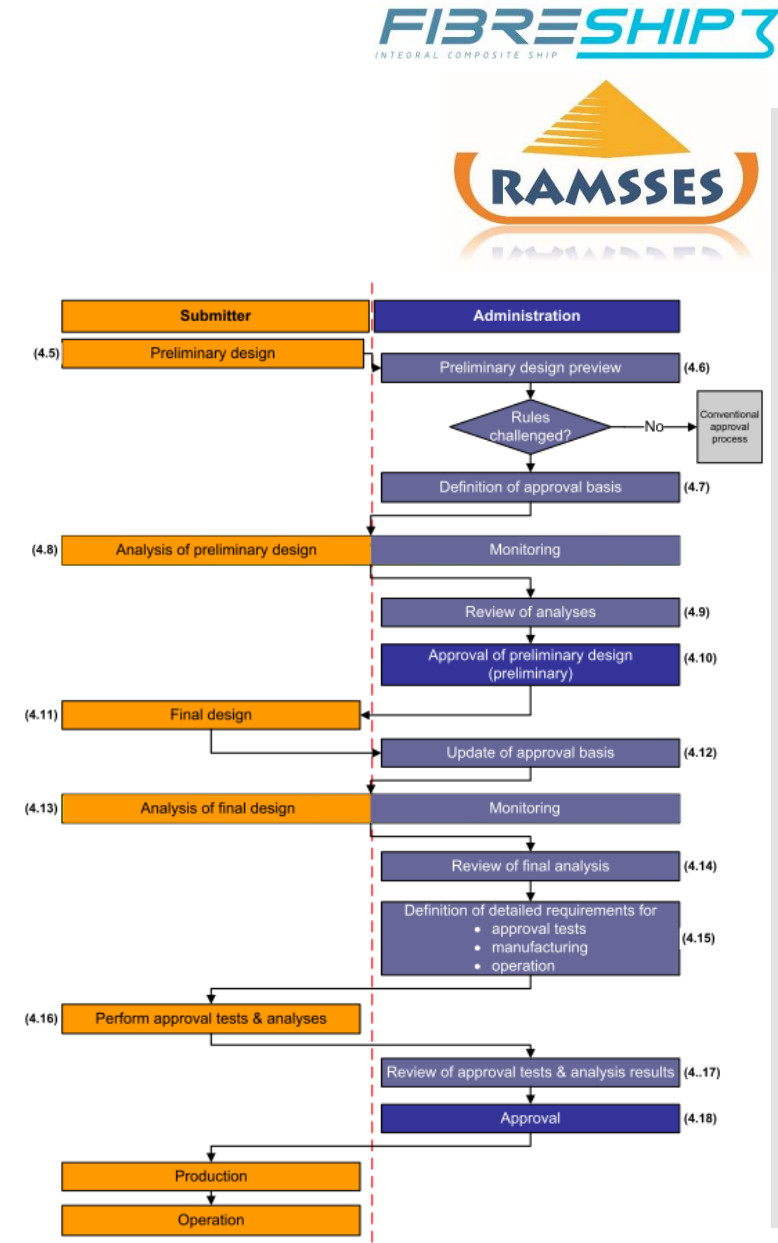 FIBRESHIP
INTEGRAL COMPOSITE SHIP
RAMSSES
Submitter
Administration
(4.5)
Preliminary design
Preliminary design preview
(4.6)
Rules
challenged?
No
Conventional
approval
process
Definition of approval basis
(4.7)
(4.8)
Analysis of preliminary design
Monitoring
Review of analyses
(4.9)
Approval of preliminary design
(preliminary)
(4.10)
(4.11)
Final design
Update of approval basis
(4.12)
(4.13)
Analysis of final design
Monitoring
Review of final analysis
(4.14)
Definition of detailed requirements for
• approval tests
• manufacturing
• operation
(4.15)
(4.16)
Perform approval tests & analyses
Review of approval tests & analysis results
(4..17)
Approval
(4.18)
Production
Operation